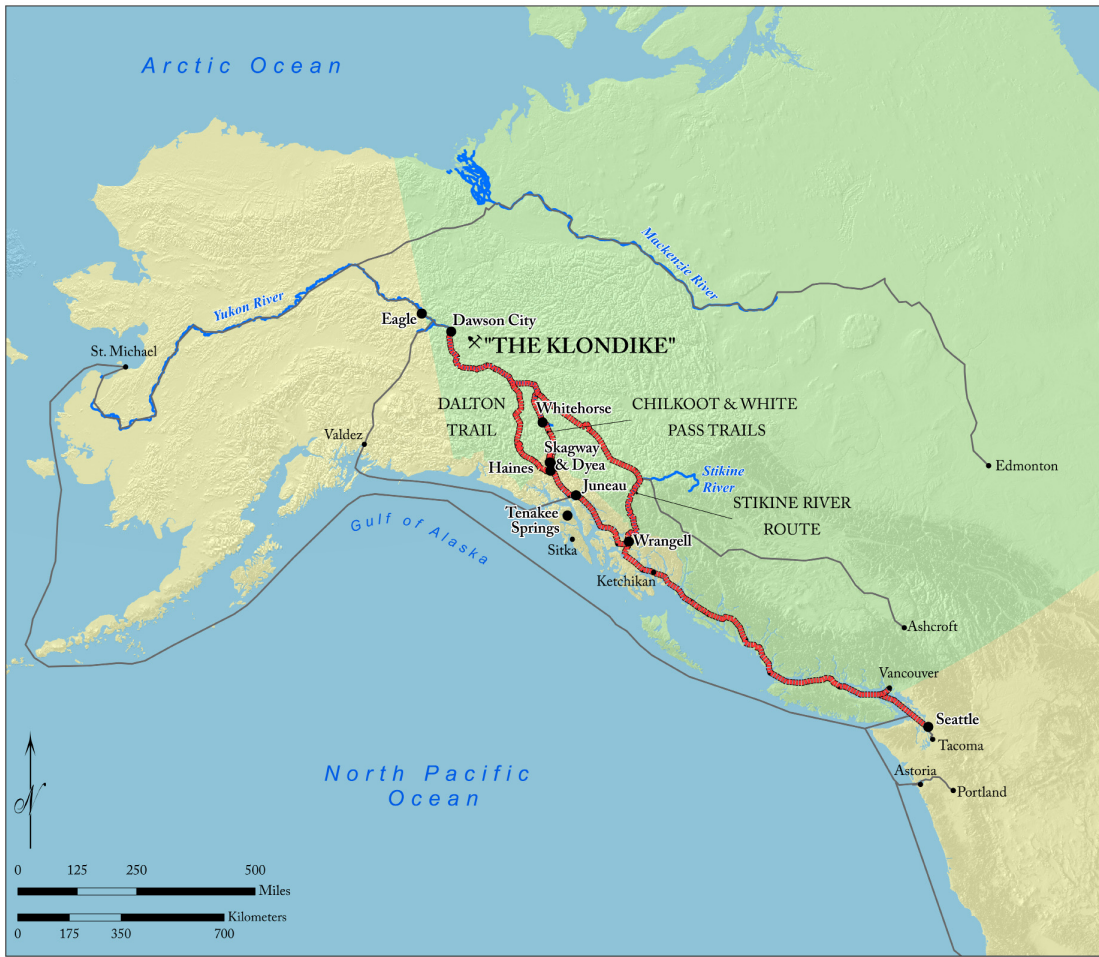 Arctic Ocean
Mackenzie River
Yukon River
Eagle
Dawson City
"THE KLONDIKE"
St. Michael
DALTON
TRAIL
Whitehorse
CHILKOOT & WHITE
PASS TRAILS
Valdez
Skagway
& Dyea
Haines
Edmonton
Juneau
Stikine
River
STIKINE RIVER
ROUTE
Tenakee
Springs
Gulf of Alaska
Sitka
Wrangell
Ketchikan
Ashcroft
Vancouver
Seattle
Tacoma
North Pacific
Ocean
Astoria
Portland
N
0 125 250 500
Miles
Kilometers
0 175 350 700